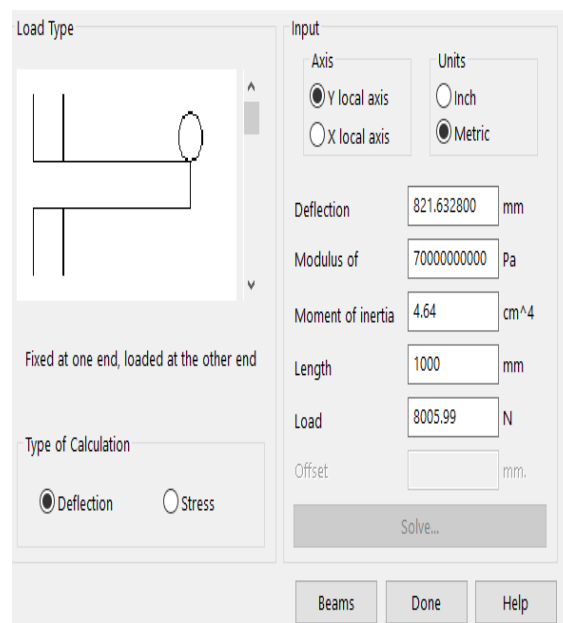 Load Type
Fixed at one end, loaded at the other end
Type of Calculation
Deflection
Stress
Input
Axis
Y local axis
X local axis
Units
Inch
Metric
Deflection 821.632800 mm
Modulus of 70000000000 Pa
Moment of inertia 4.64 cm^4
Length 1000 mm
Load 8005.99 N
Offset mm.
Solve...
Beams Done Help